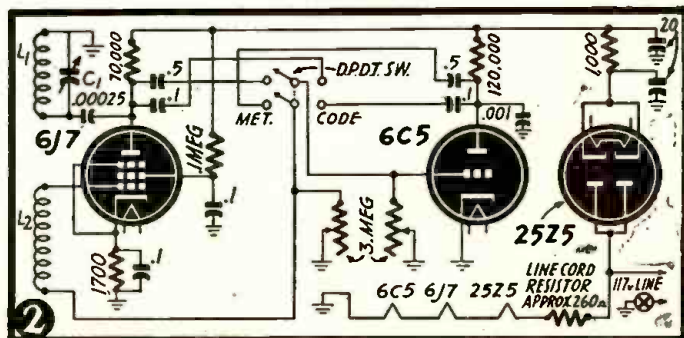 L1
C1
.00025
70,000
.5
.1
D.P.D.T. SW.
MET.
CODE
.5
.1
120,000
.001
1,000
20
6J7
6C5
25Z5
.1MEG
.1
L2
1700
.1
3.MEG
6C5 6J7 25Z5
LINE CORD
RESISTOR
APPROX.260Ω
117v LINE
2